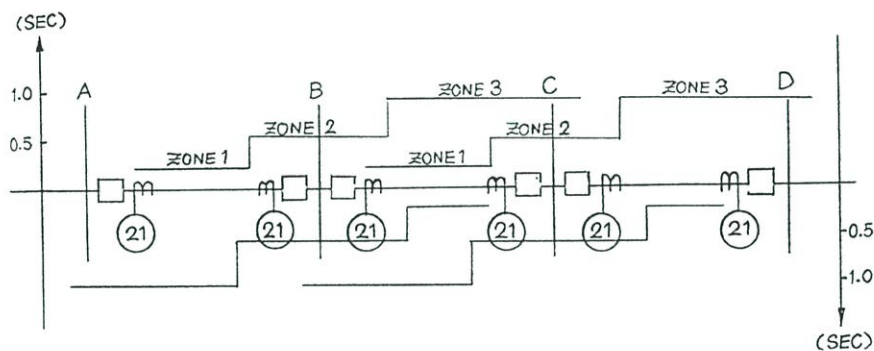 (SEC)
A B C D
1.0 ZONE 3 ZONE 3
0.5 ZONE 2 ZONE 2
ZONE 1 ZONE 1
21 21 21 21 21 21
0.5
1.0
(SEC)